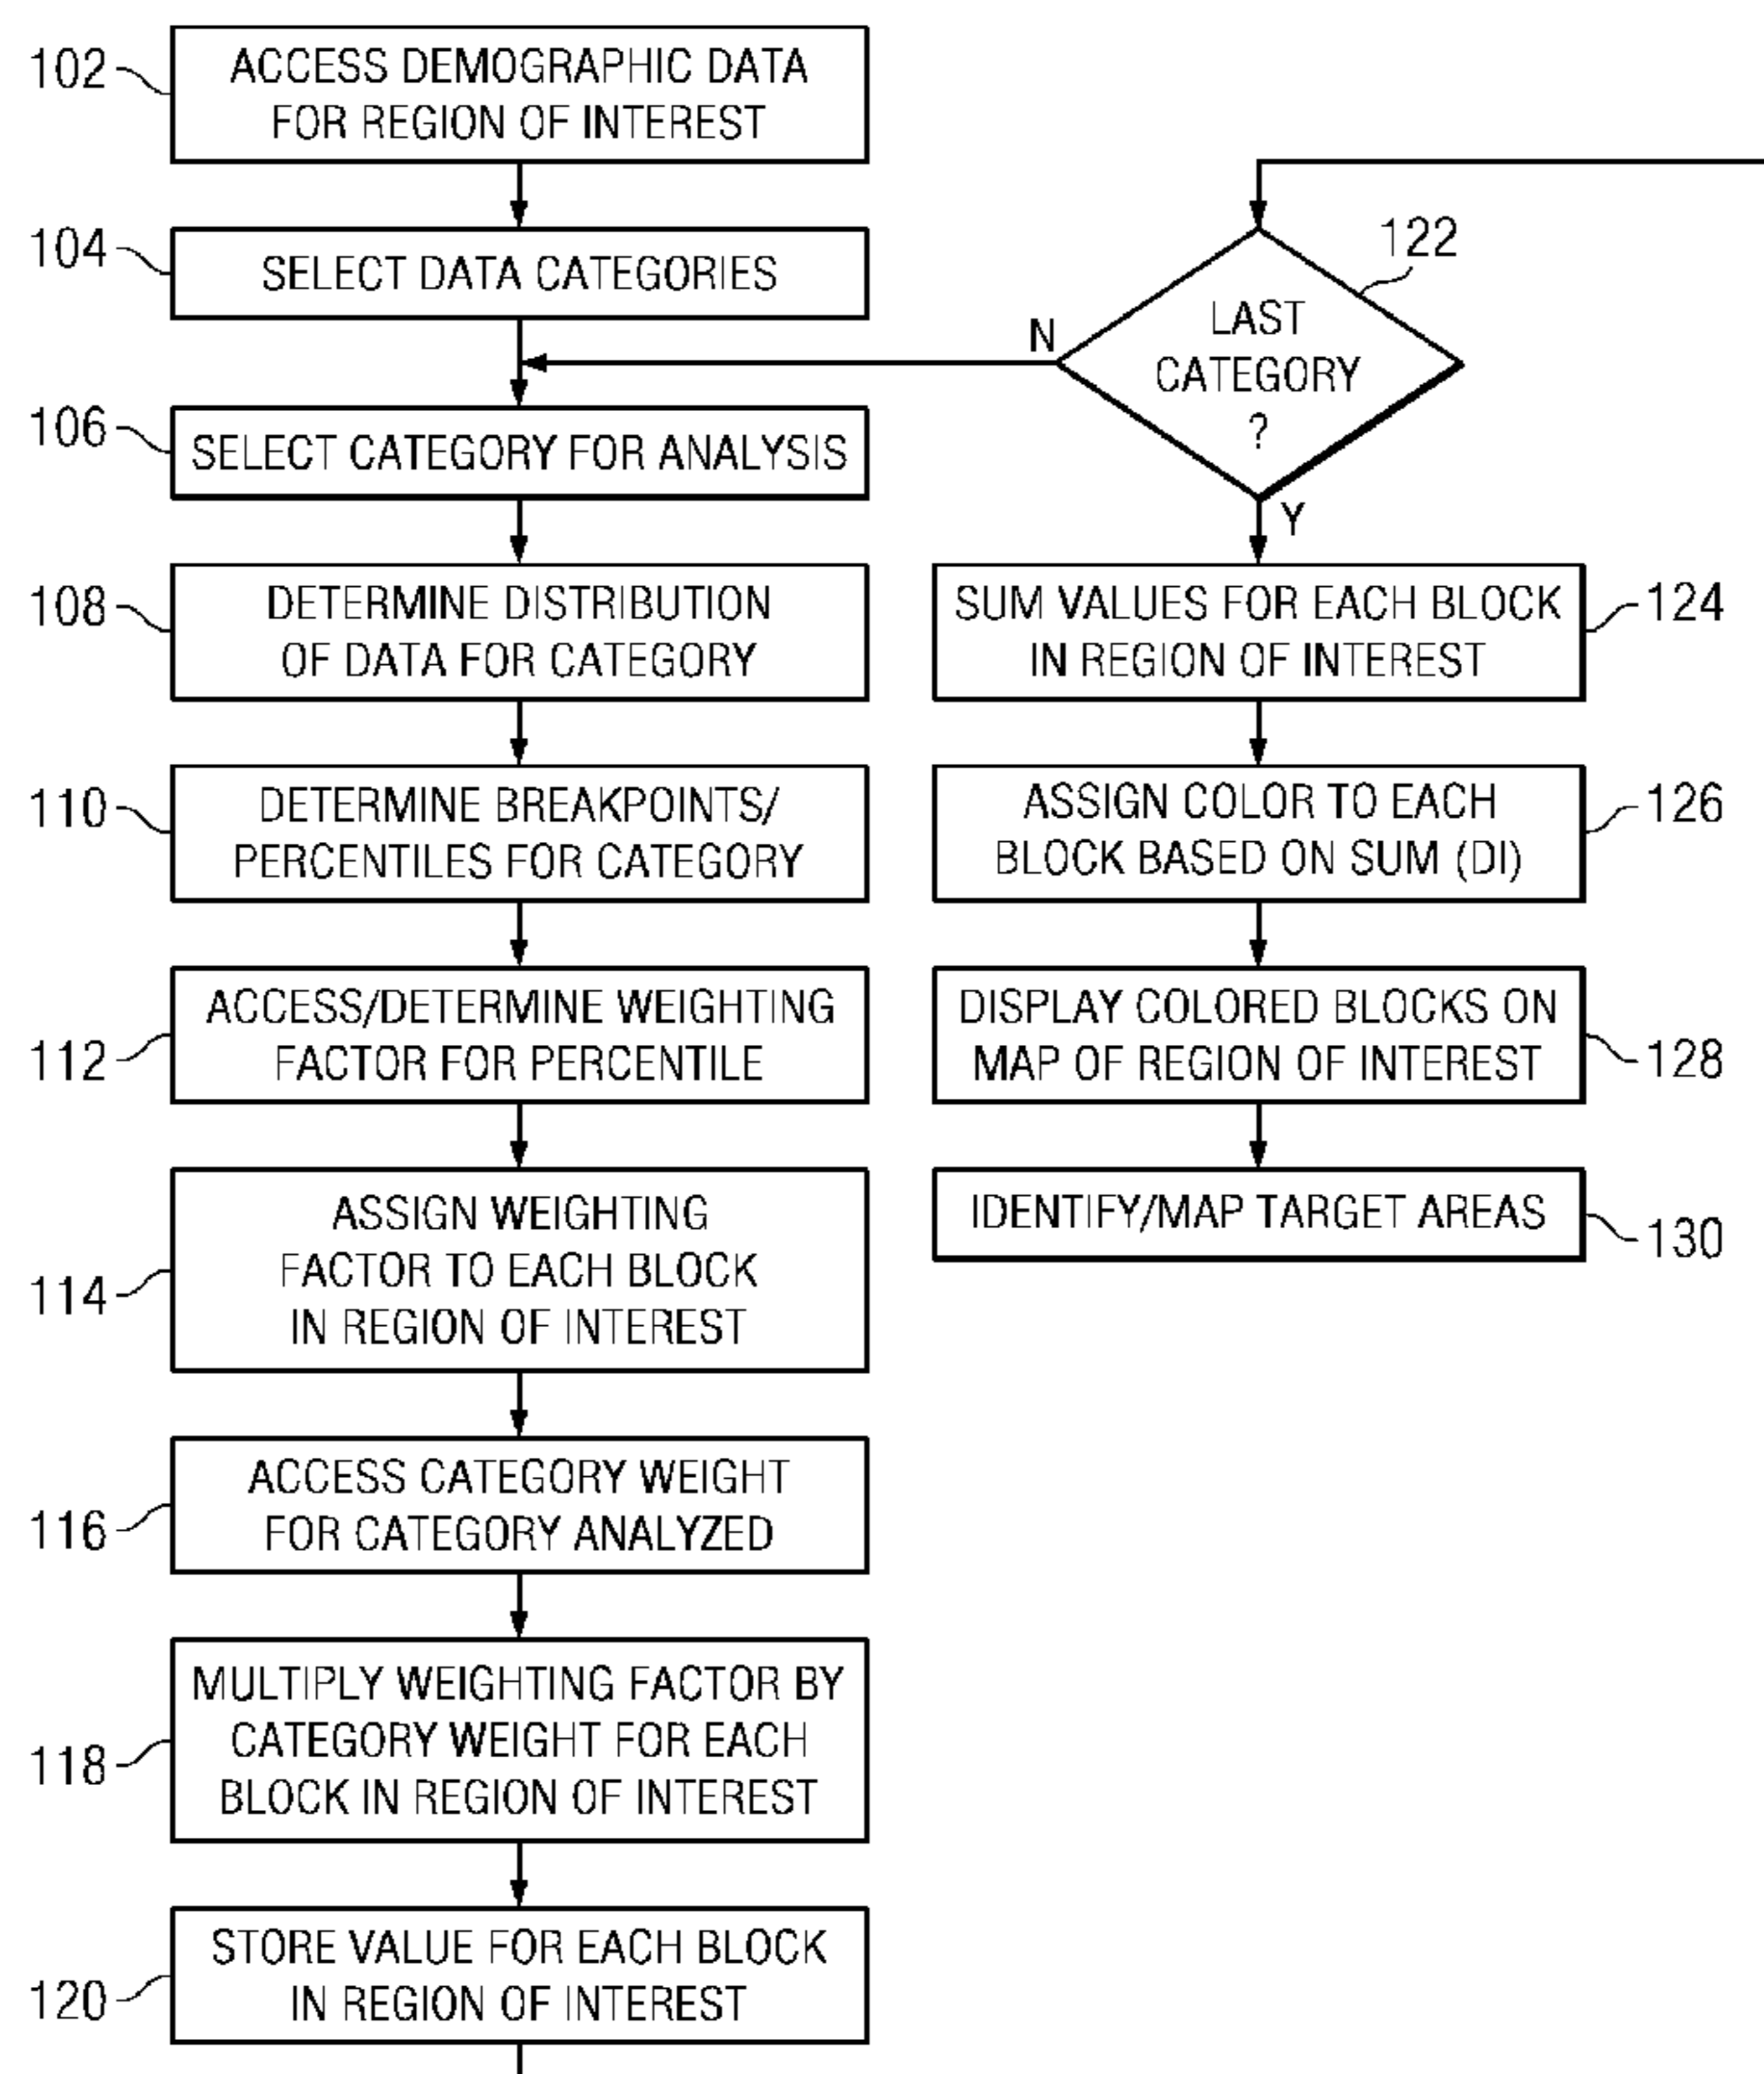 102
ACCESS DEMOGRAPHIC DATA
FOR REGION OF INTEREST
104
SELECT DATA CATEGORIES
106
SELECT CATEGORY FOR ANALYSIS
108
DETERMINE DISTRIBUTION
OF DATA FOR CATEGORY
110
DETERMINE BREAKPOINTS/
PERCENTILES FOR CATEGORY
112
ACCESS/DETERMINE WEIGHTING
FACTOR FOR PERCENTILE
114
ASSIGN WEIGHTING
FACTOR TO EACH BLOCK
IN REGION OF INTEREST
116
ACCESS CATEGORY WEIGHT
FOR CATEGORY ANALYZED
118
MULTIPLY WEIGHTING FACTOR BY
CATEGORY WEIGHT FOR EACH
BLOCK IN REGION OF INTEREST
120
STORE VALUE FOR EACH BLOCK
IN REGION OF INTEREST
122
LAST
CATEGORY
?
N
Y
SUM VALUES FOR EACH BLOCK
IN REGION OF INTEREST
124
ASSIGN COLOR TO EACH
BLOCK BASED ON SUM (DI)
126
DISPLAY COLORED BLOCKS ON
MAP OF REGION OF INTEREST
128
IDENTIFY/MAP TARGET AREAS
130